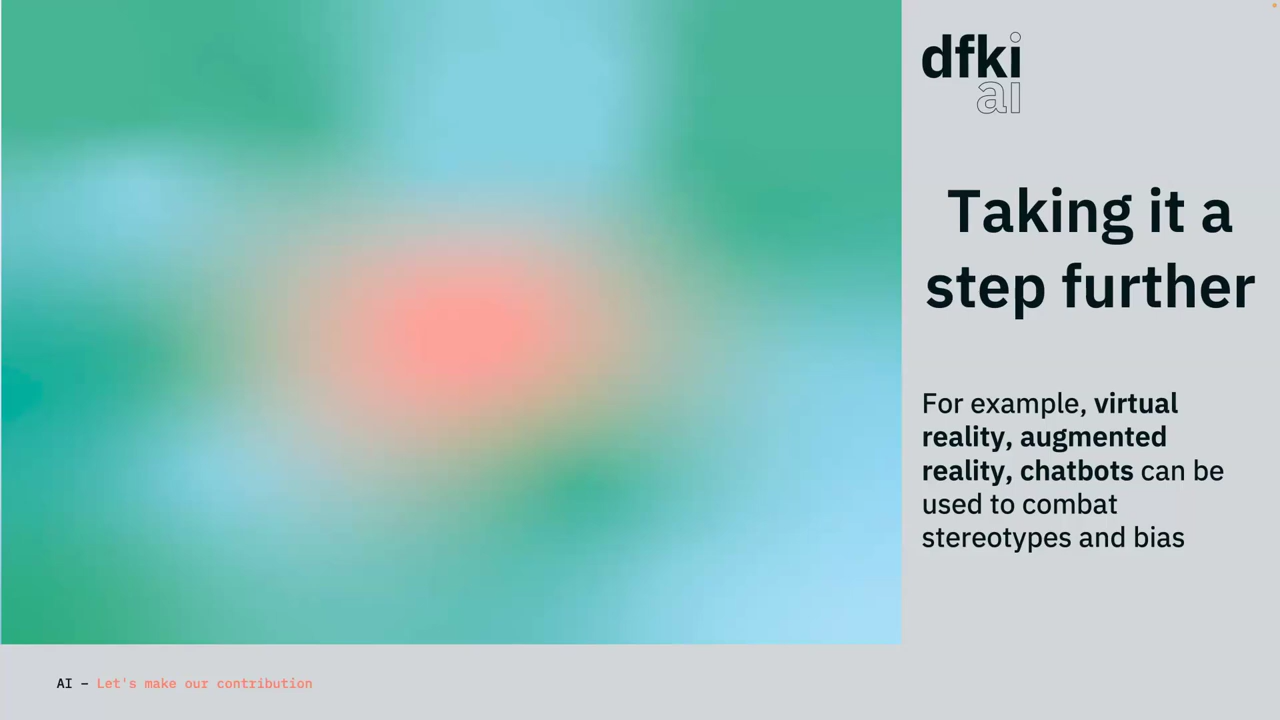 dfki
ai
Taking it a
step further
For example, virtual
reality, augmented
reality, chatbots can be
used to combat
stereotypes and bias
AI – Let's make our contribution